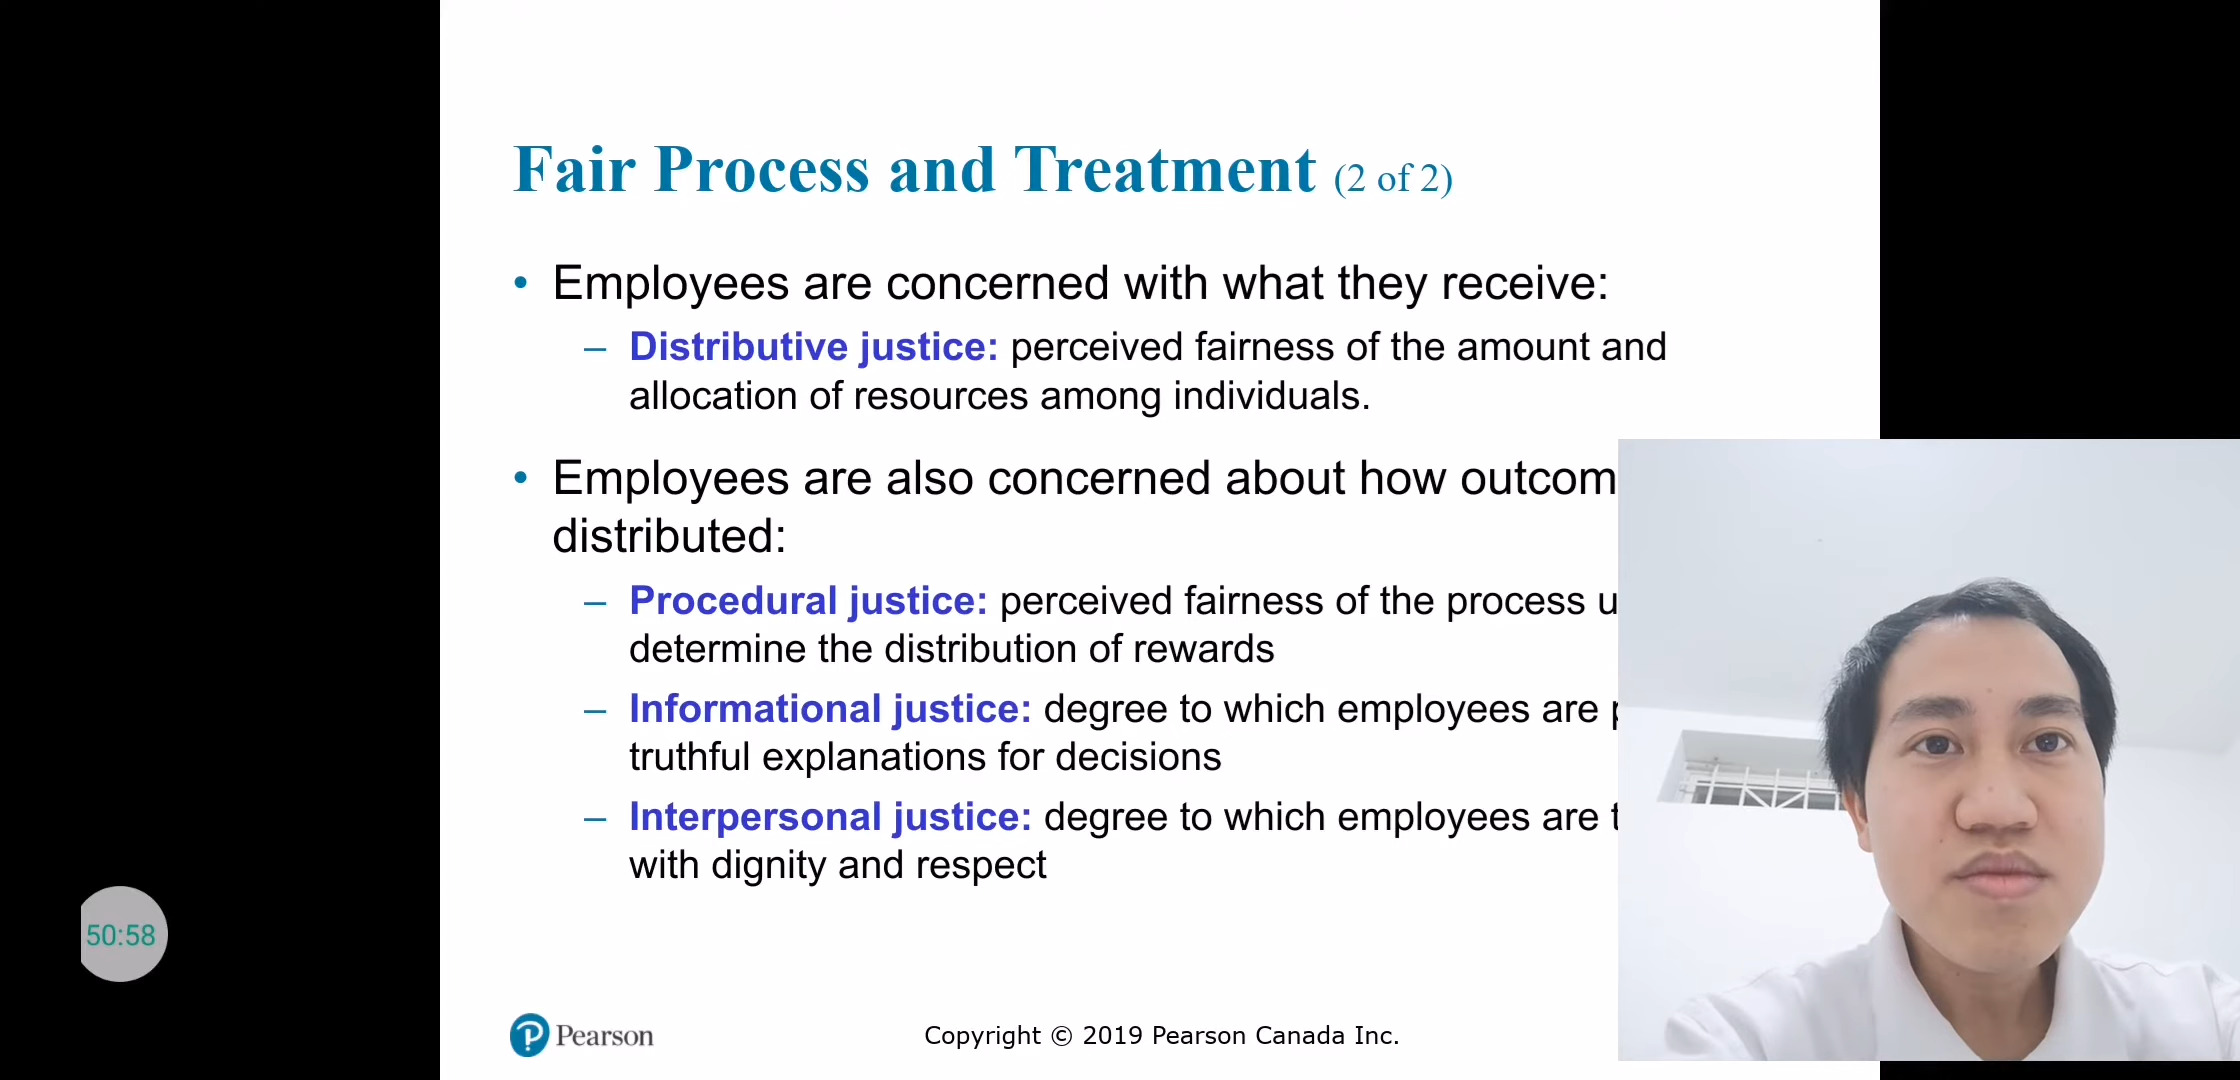 Fair Process and Treatment (2 of 2)
• Employees are concerned with what they receive:
– Distributive justice: perceived fairness of the amount and
allocation of resources among individuals.
• Employees are also concerned about how outcom
distributed:
– Procedural justice: perceived fairness of the process u
determine the distribution of rewards
– Informational justice: degree to which employees are p
truthful explanations for decisions
– Interpersonal justice: degree to which employees are t
with dignity and respect
50:58
Pearson
Copyright © 2019 Pearson Canada Inc.